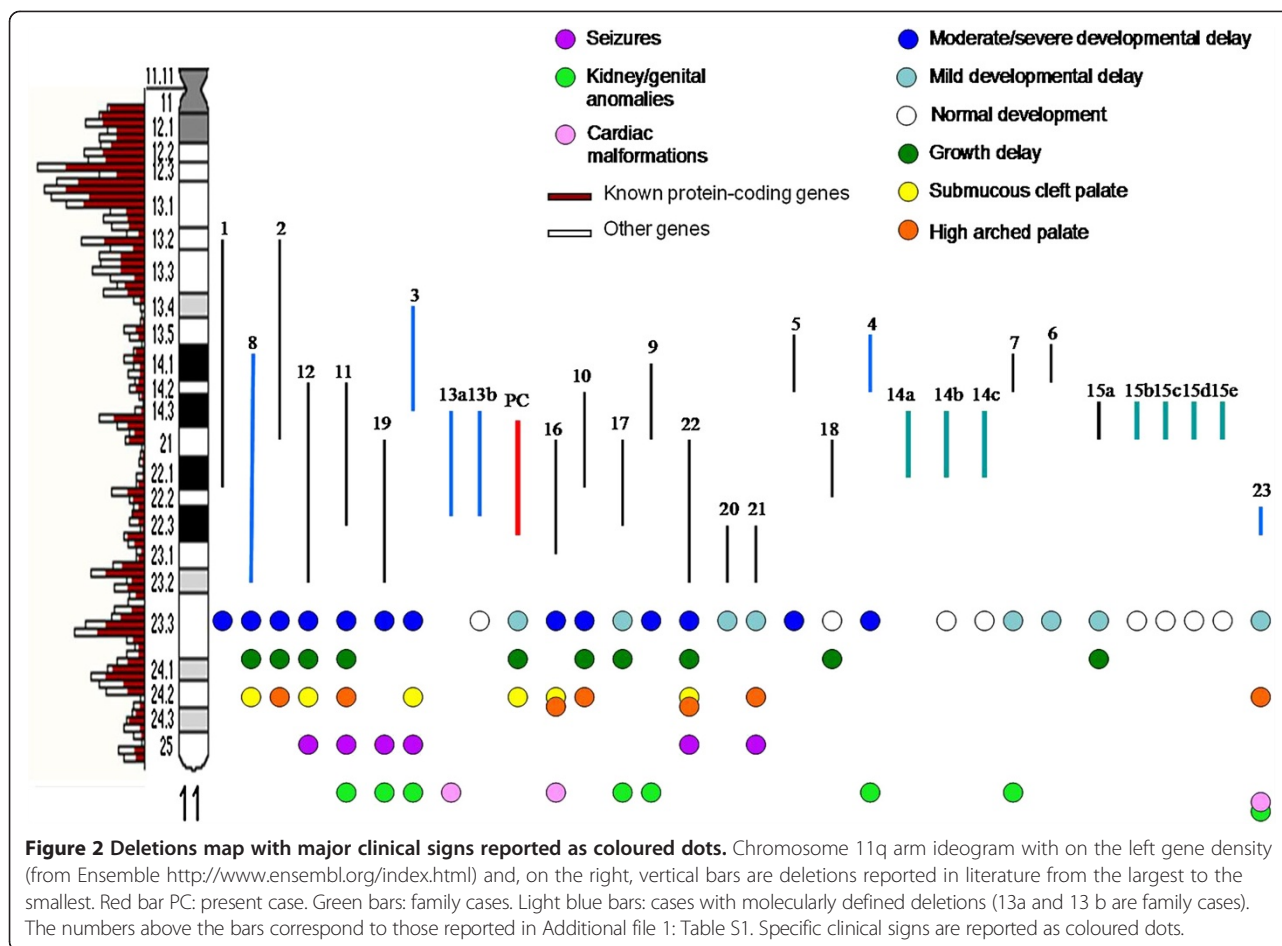 Seizures
Kidney/genital
anomalies
Cardiac
malformations
Known protein-coding genes
Other genes
Moderate/severe developmental delay
Mild developmental delay
Normal development
Growth delay
Submucous cleft palate
High arched palate
11.11
11
12.1
12.2
12.3
13.1
13.2
13.3
13.4
13.5
14.1
14.2
14.3
21
22.1
22.2
22.3
23.1
23.2
23.3
24.1
24.2
24.3
25
11
1
2
8
3
12
11
19
13a 13b
PC
16
10
17
9
22
20
21
5
18
4
14a
14b
14c
7
6
15a
15b 15c 15d 15e
23
Figure 2 Deletions map with major clinical signs reported as coloured dots. Chromosome 11q arm ideogram with on the left gene density
(from Ensemble http://www.ensembl.org/index.html) and, on the right, vertical bars are deletions reported in literature from the largest to the
smallest. Red bar PC: present case. Green bars: family cases. Light blue bars: cases with molecularly defined deletions (13a and 13 b are family cases).
The numbers above the bars correspond to those reported in Additional file 1: Table S1. Specific clinical signs are reported as coloured dots.